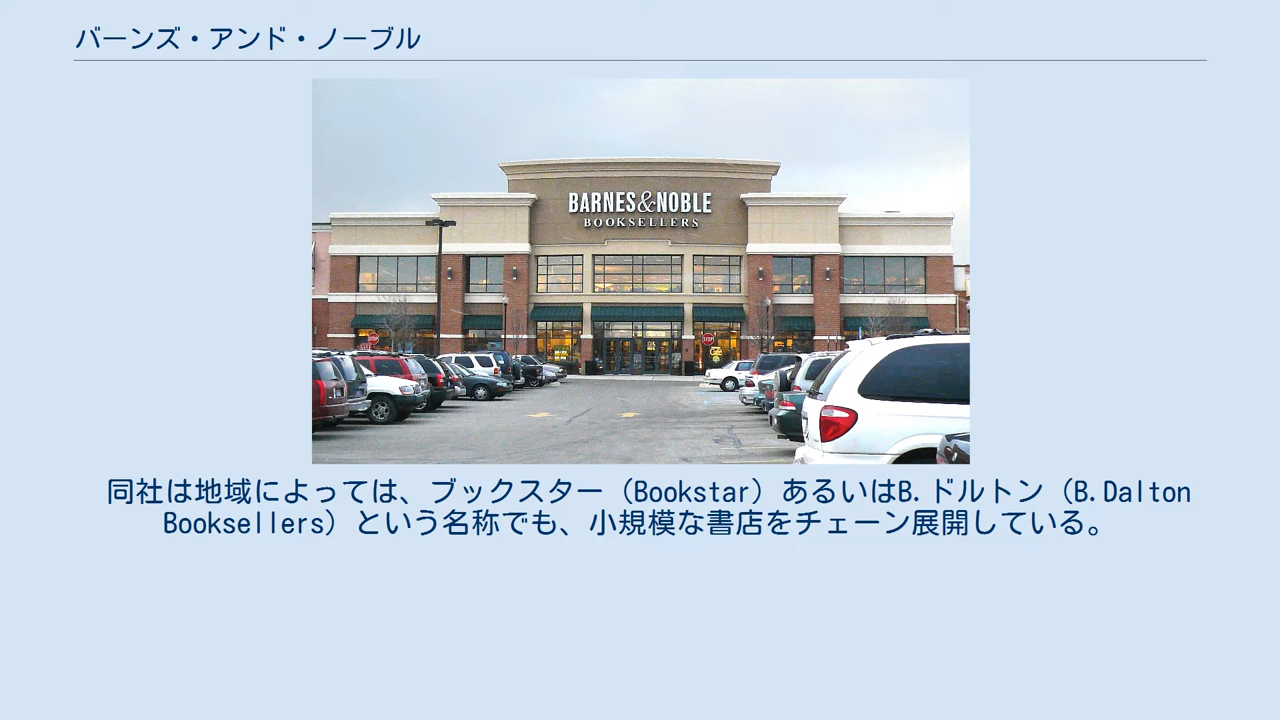 バーンズ・アンド・ノーブル
BARNES&NOBLE
BOOKSELLERS
STOP
Cafe
同社は地域によっては、ブックスター（Bookstar）あるいはB.ドルトン（B.Dalton
Booksellers）という名称でも、小規模な書店をチェーン展開している。